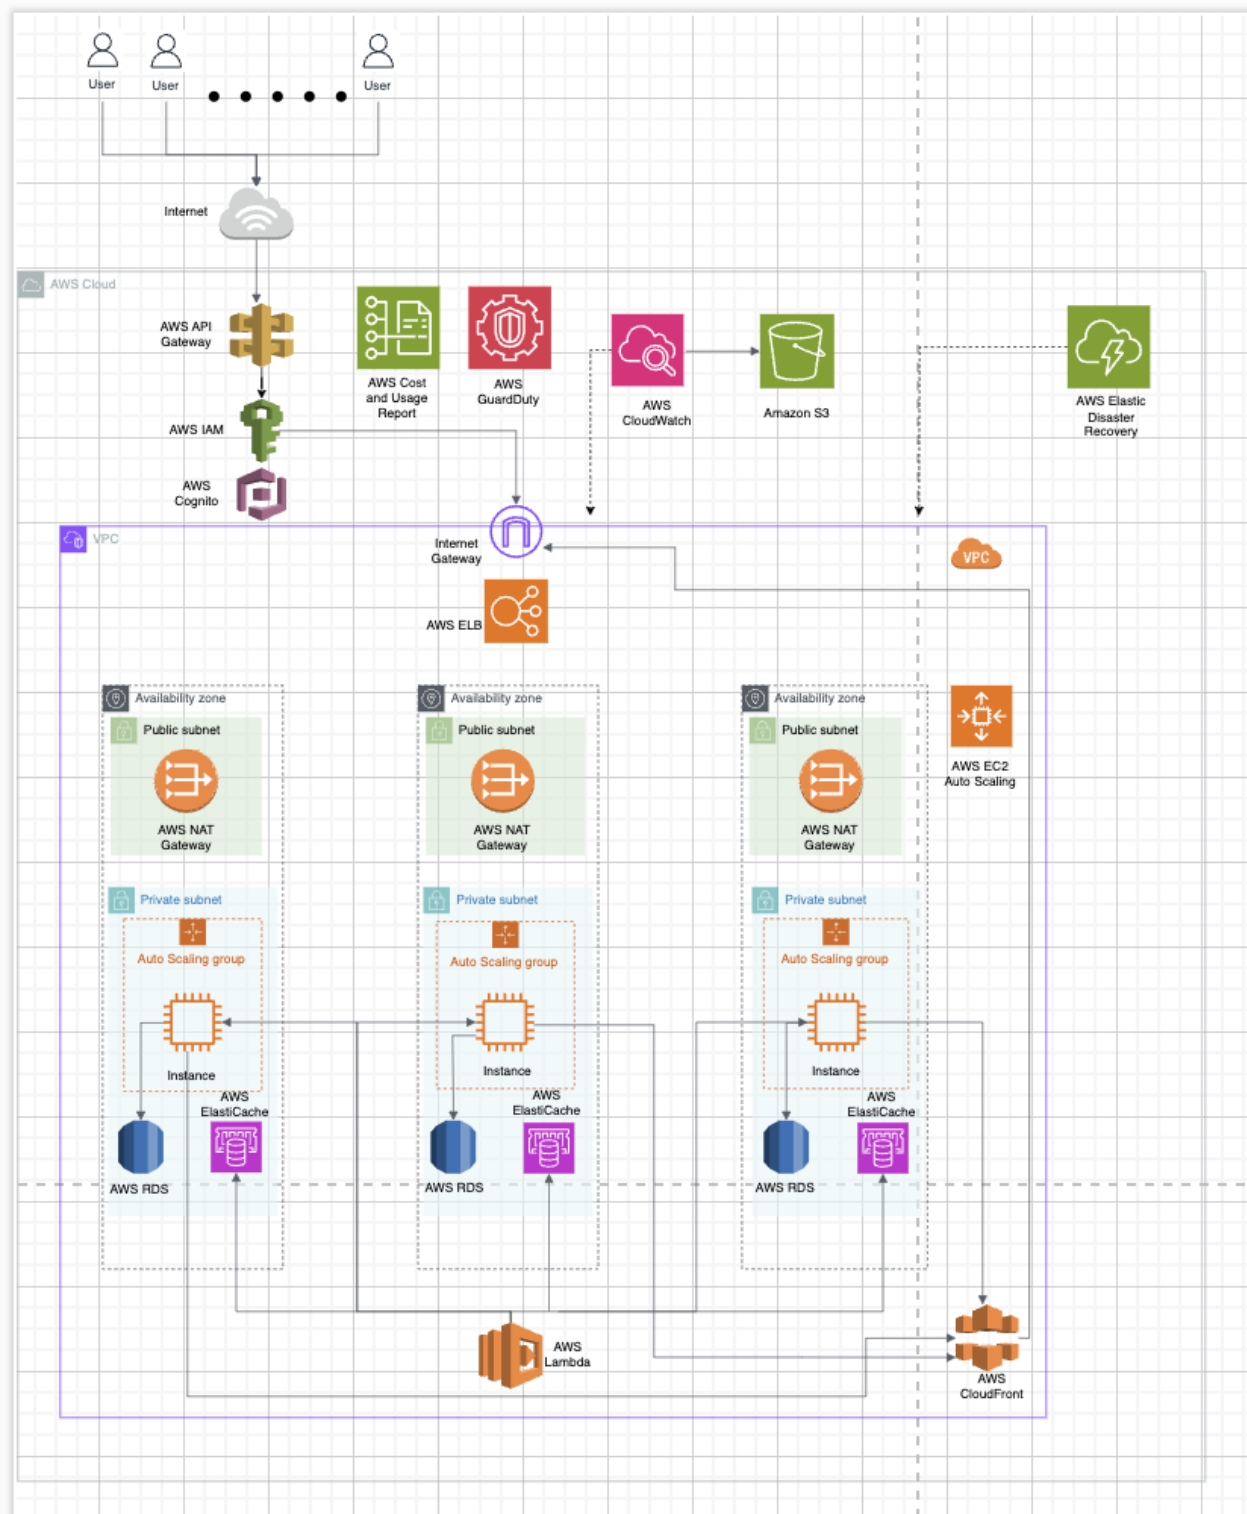 User
User
User
Internet
AWS Cloud
AWS API
Gateway
AWS Cost
and Usage
Report
AWS
GuardDuty
AWS
CloudWatch
Amazon S3
AWS Elastic
Disaster
Recovery
AWS IAM
AWS
Cognito
VPC
Internet
Gateway
VPC
AWS ELB
Availability zone
Availability zone
Availability zone
Public subnet
Public subnet
Public subnet
AWS EC2
Auto Scaling
AWS NAT
Gateway
AWS NAT
Gateway
AWS NAT
Gateway
Private subnet
Private subnet
Private subnet
Auto Scaling group
Auto Scaling group
Auto Scaling group
Instance
Instance
Instance
AWS
ElastiCache
AWS
ElastiCache
AWS
ElastiCache
AWS RDS
AWS RDS
AWS RDS
AWS
Lambda
AWS
CloudFront